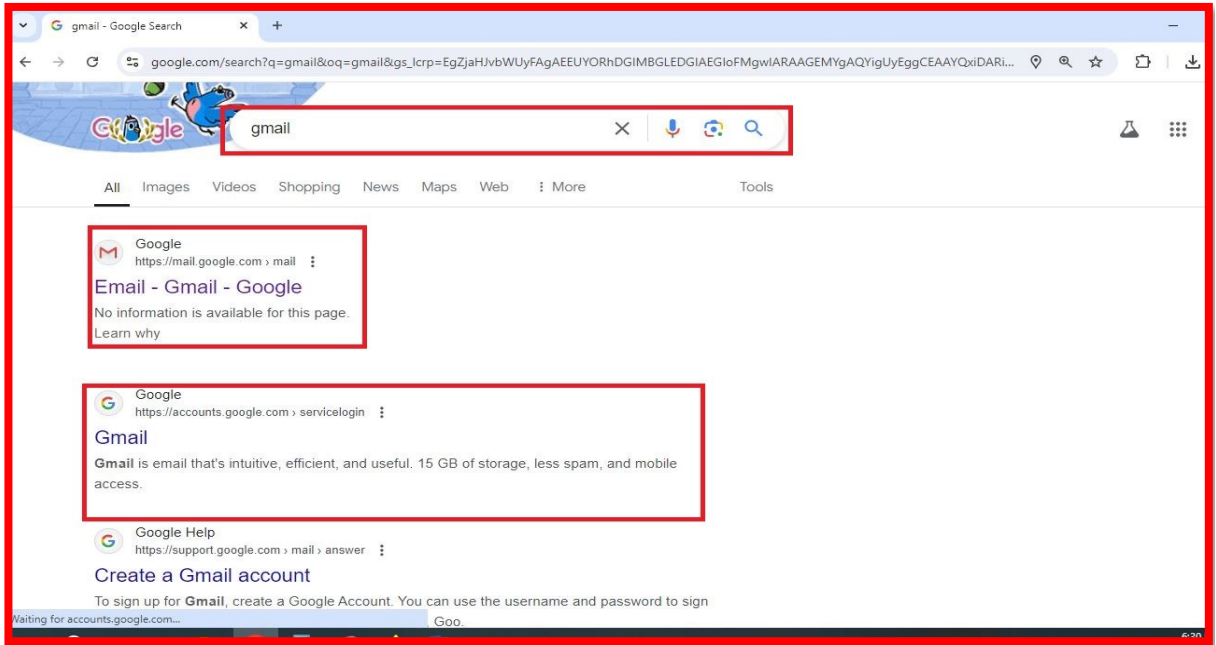 gmail - Google Search
google.com/search?q=gmail&oq=gmail&gs_lcrp=EgZjaHJvbWUyFAgAEEUYORhDGIMBGLEDGIAEGIoFMgwIARAAGEMYgAQYigUyEggCEAAYQxiDARi...
Google
gmail
All Images Videos Shopping News Maps Web More Tools
Google
https://mail.google.com › mail
Email - Gmail - Google
No information is available for this page.
Learn why
Google
https://accounts.google.com › servicelogin
Gmail
Gmail is email that's intuitive, efficient, and useful. 15 GB of storage, less spam, and mobile
access.
Google Help
https://support.google.com › mail › answer
Create a Gmail account
To sign up for Gmail, create a Google Account. You can use the username and password to sign
Waiting for accounts.google.com... Goo.
6:30